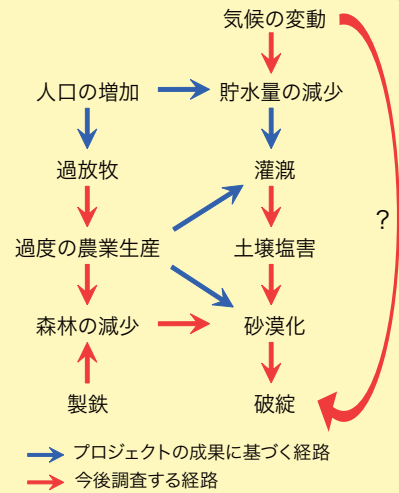 気候の変動
人口の増加
貯水量の減少
過放牧
灌漑
?
過度の農業生産
土壌塩害
森林の減少
砂漠化
製鉄
破綻
プロジェクトの成果に基づく経路
今後調査する経路